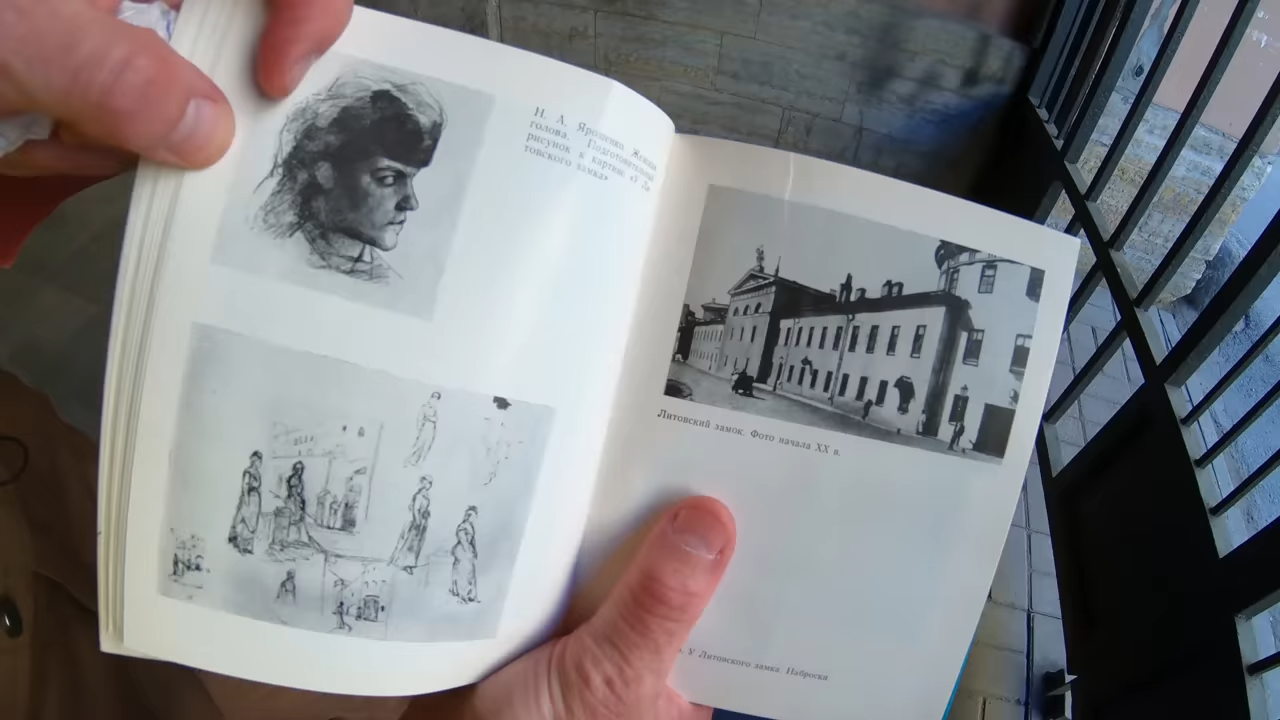 Н. А. Ярошенко Женская
голова. Подготовительный
рисунок к картине «У Ли-
товского замка»
Литовский замок. Фото начала XX в.
У Литовского замка. Наброски